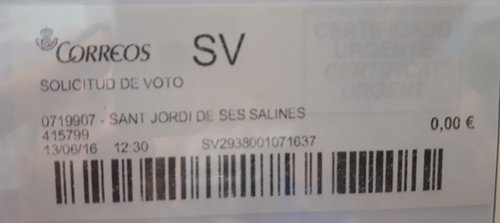 CORREOS SV
CERTIFICADO
URGENTE
CERTIFICAT
URGENT
SOLICITUD DE VOTO
0719907 - SANT JORDI DE SES SALINES
415799
0,00 €
13/06/16 12:30 SV2938001071637